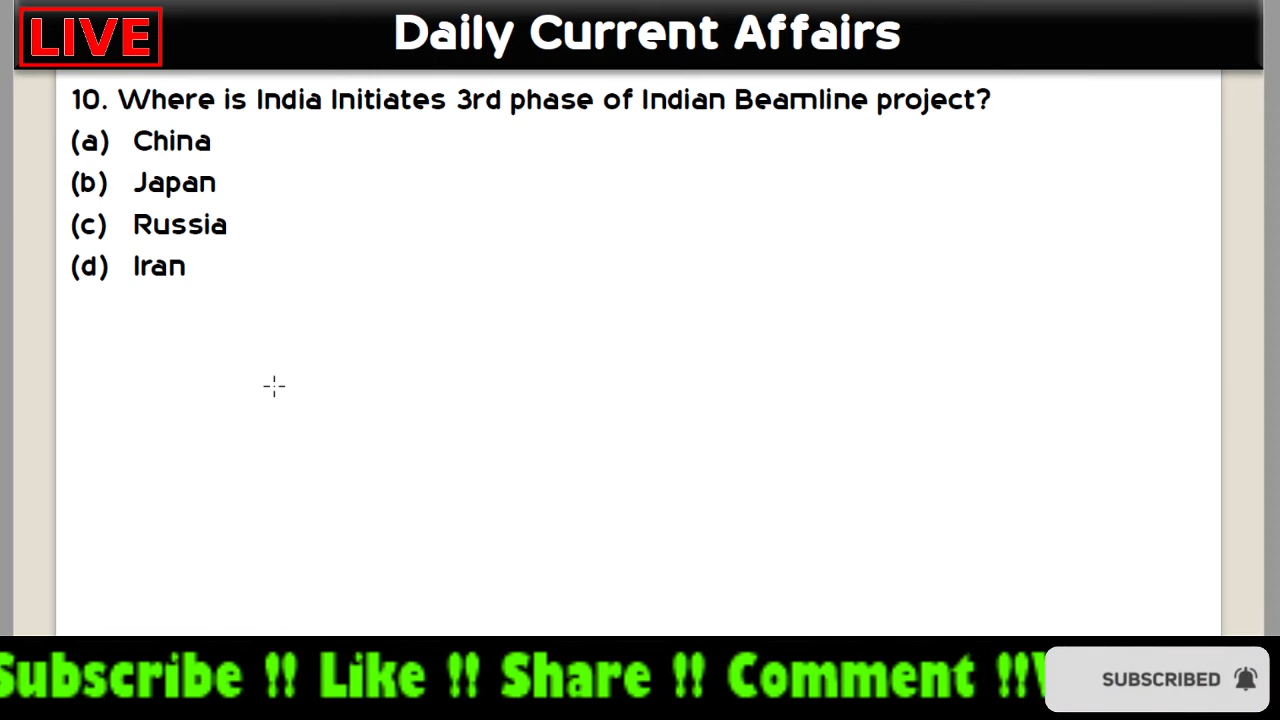 LIVE
Daily Current Affairs
10. Where is India Initiates 3rd phase of Indian Beamline project?
(a) China
(b) Japan
(c) Russia
(d) Iran
Subscribe !! Like !! Share !! Comment !!
SUBSCRIBED